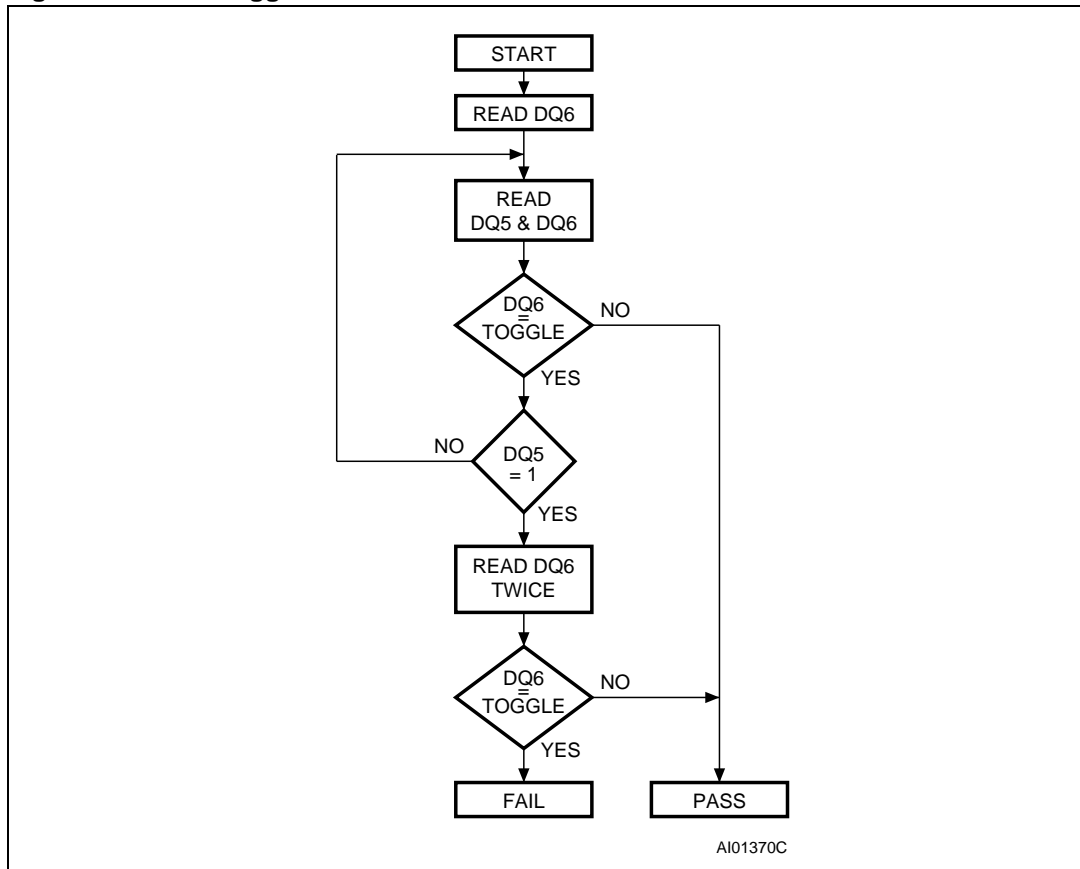 START
READ DQ6
READ
DQ5 & DQ6
DQ6
=
TOGGLE
NO
YES
NO
DQ5
= 1
YES
READ DQ6
TWICE
DQ6
=
TOGGLE
NO
YES
FAIL
PASS
AI01370C